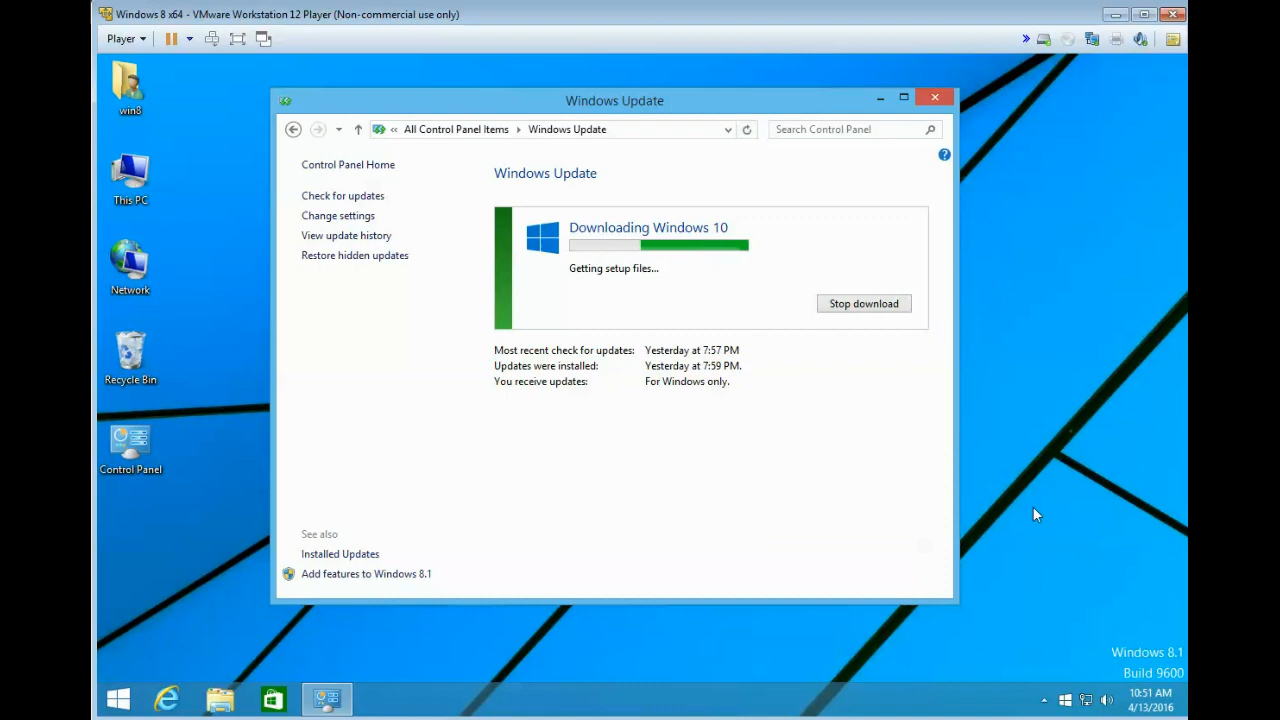 Windows 8 x64 - VMware Workstation 12 Player (Non-commercial use only)
Player
win8
This PC
Network
Recycle Bin
Control Panel
Windows Update
« All Control Panel Items Windows Update
Search Control Panel
Control Panel Home
Check for updates
Change settings
View update history
Restore hidden updates
See also
Installed Updates
Add features to Windows 8.1
Windows Update
Downloading Windows 10
Getting setup files...
Stop download
Most recent check for updates: Yesterday at 7:57 PM
Updates were installed: Yesterday at 7:59 PM.
You receive updates: For Windows only.
Windows 8.1
Build 9600
10:51 AM
4/13/2016